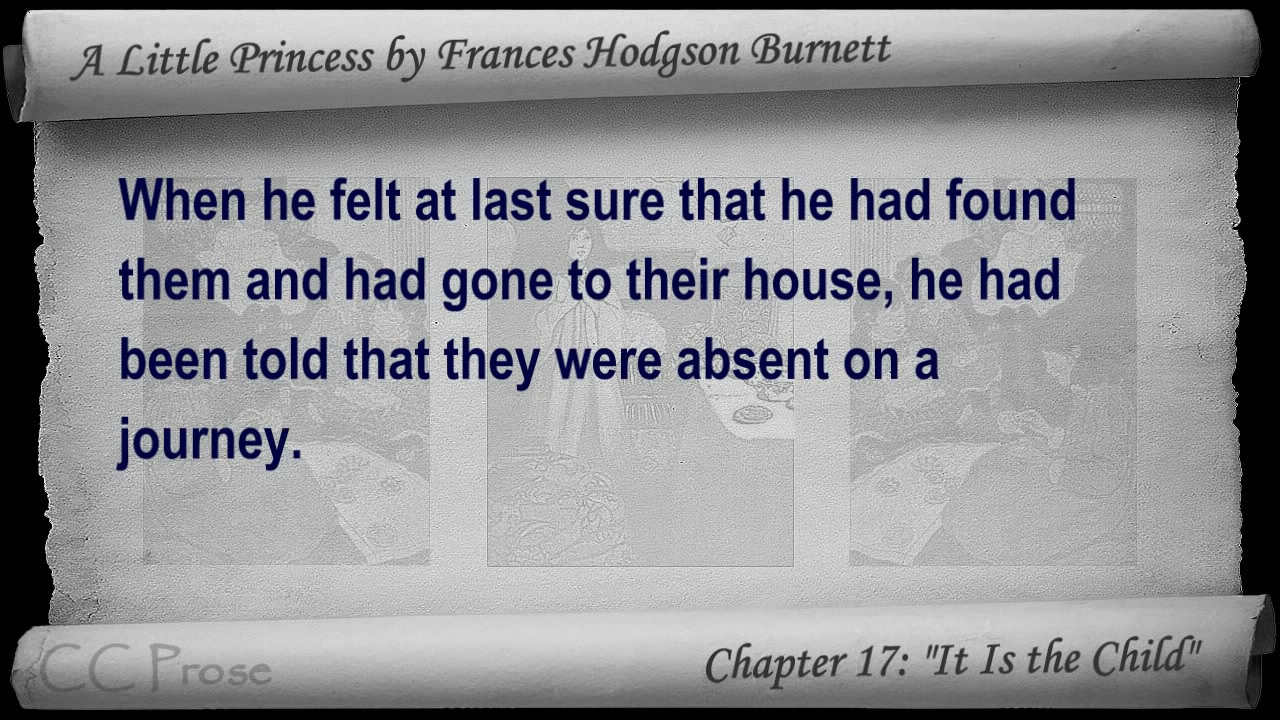 A Little Princess by Frances Hodgson Burnett
When he felt at last sure that he had found
them and had gone to their house, he had
been told that they were absent on a
journey.
CC Prose
Chapter 17: "It Is the Child"